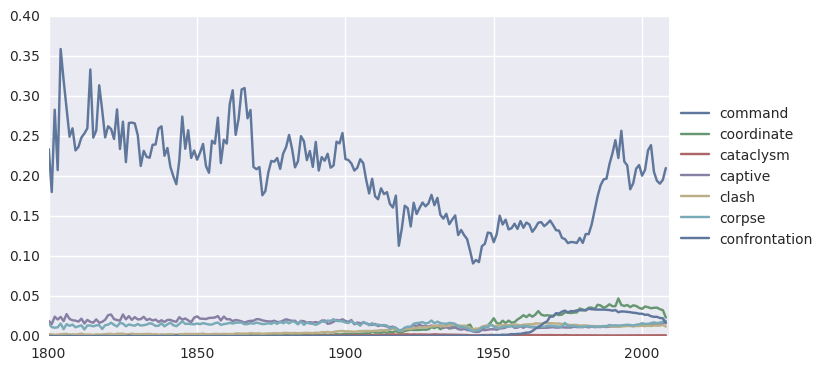 0.40
0.35
0.30
0.25
0.20
0.15
0.10
0.05
0.00
1800 1850 1900 1950 2000
command
coordinate
cataclysm
captive
clash
corpse
confrontation